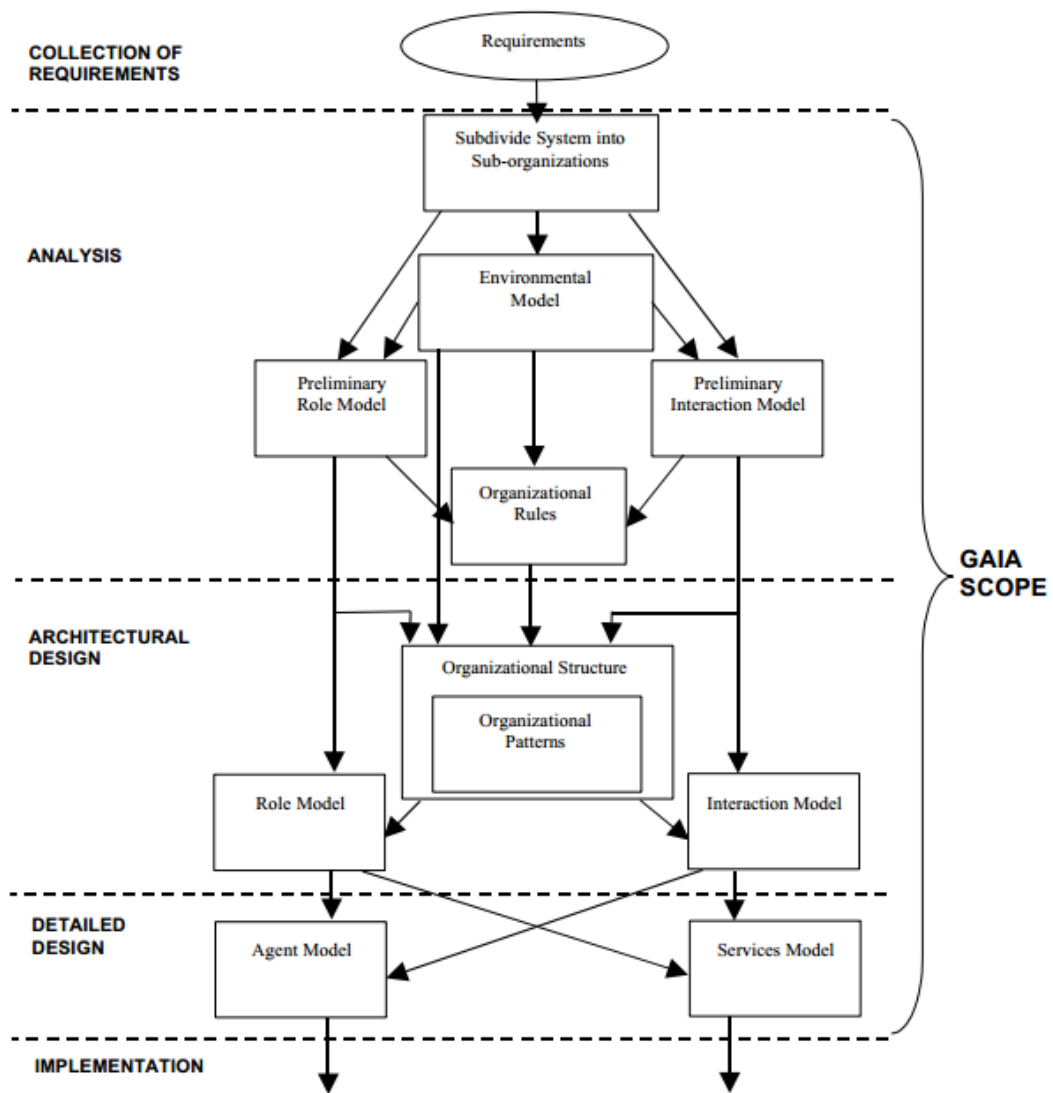 Requirements
COLLECTION OF
REQUIREMENTS
Subdivide System into
Sub-organizations
ANALYSIS
Environmental
Model
Preliminary
Role Model
Preliminary
Interaction Model
Organizational
Rules
GAIA
SCOPE
ARCHITECTURAL
DESIGN
Organizational Structure
Organizational
Patterns
Role Model
Interaction Model
DETAILED
DESIGN
Agent Model
Services Model
IMPLEMENTATION